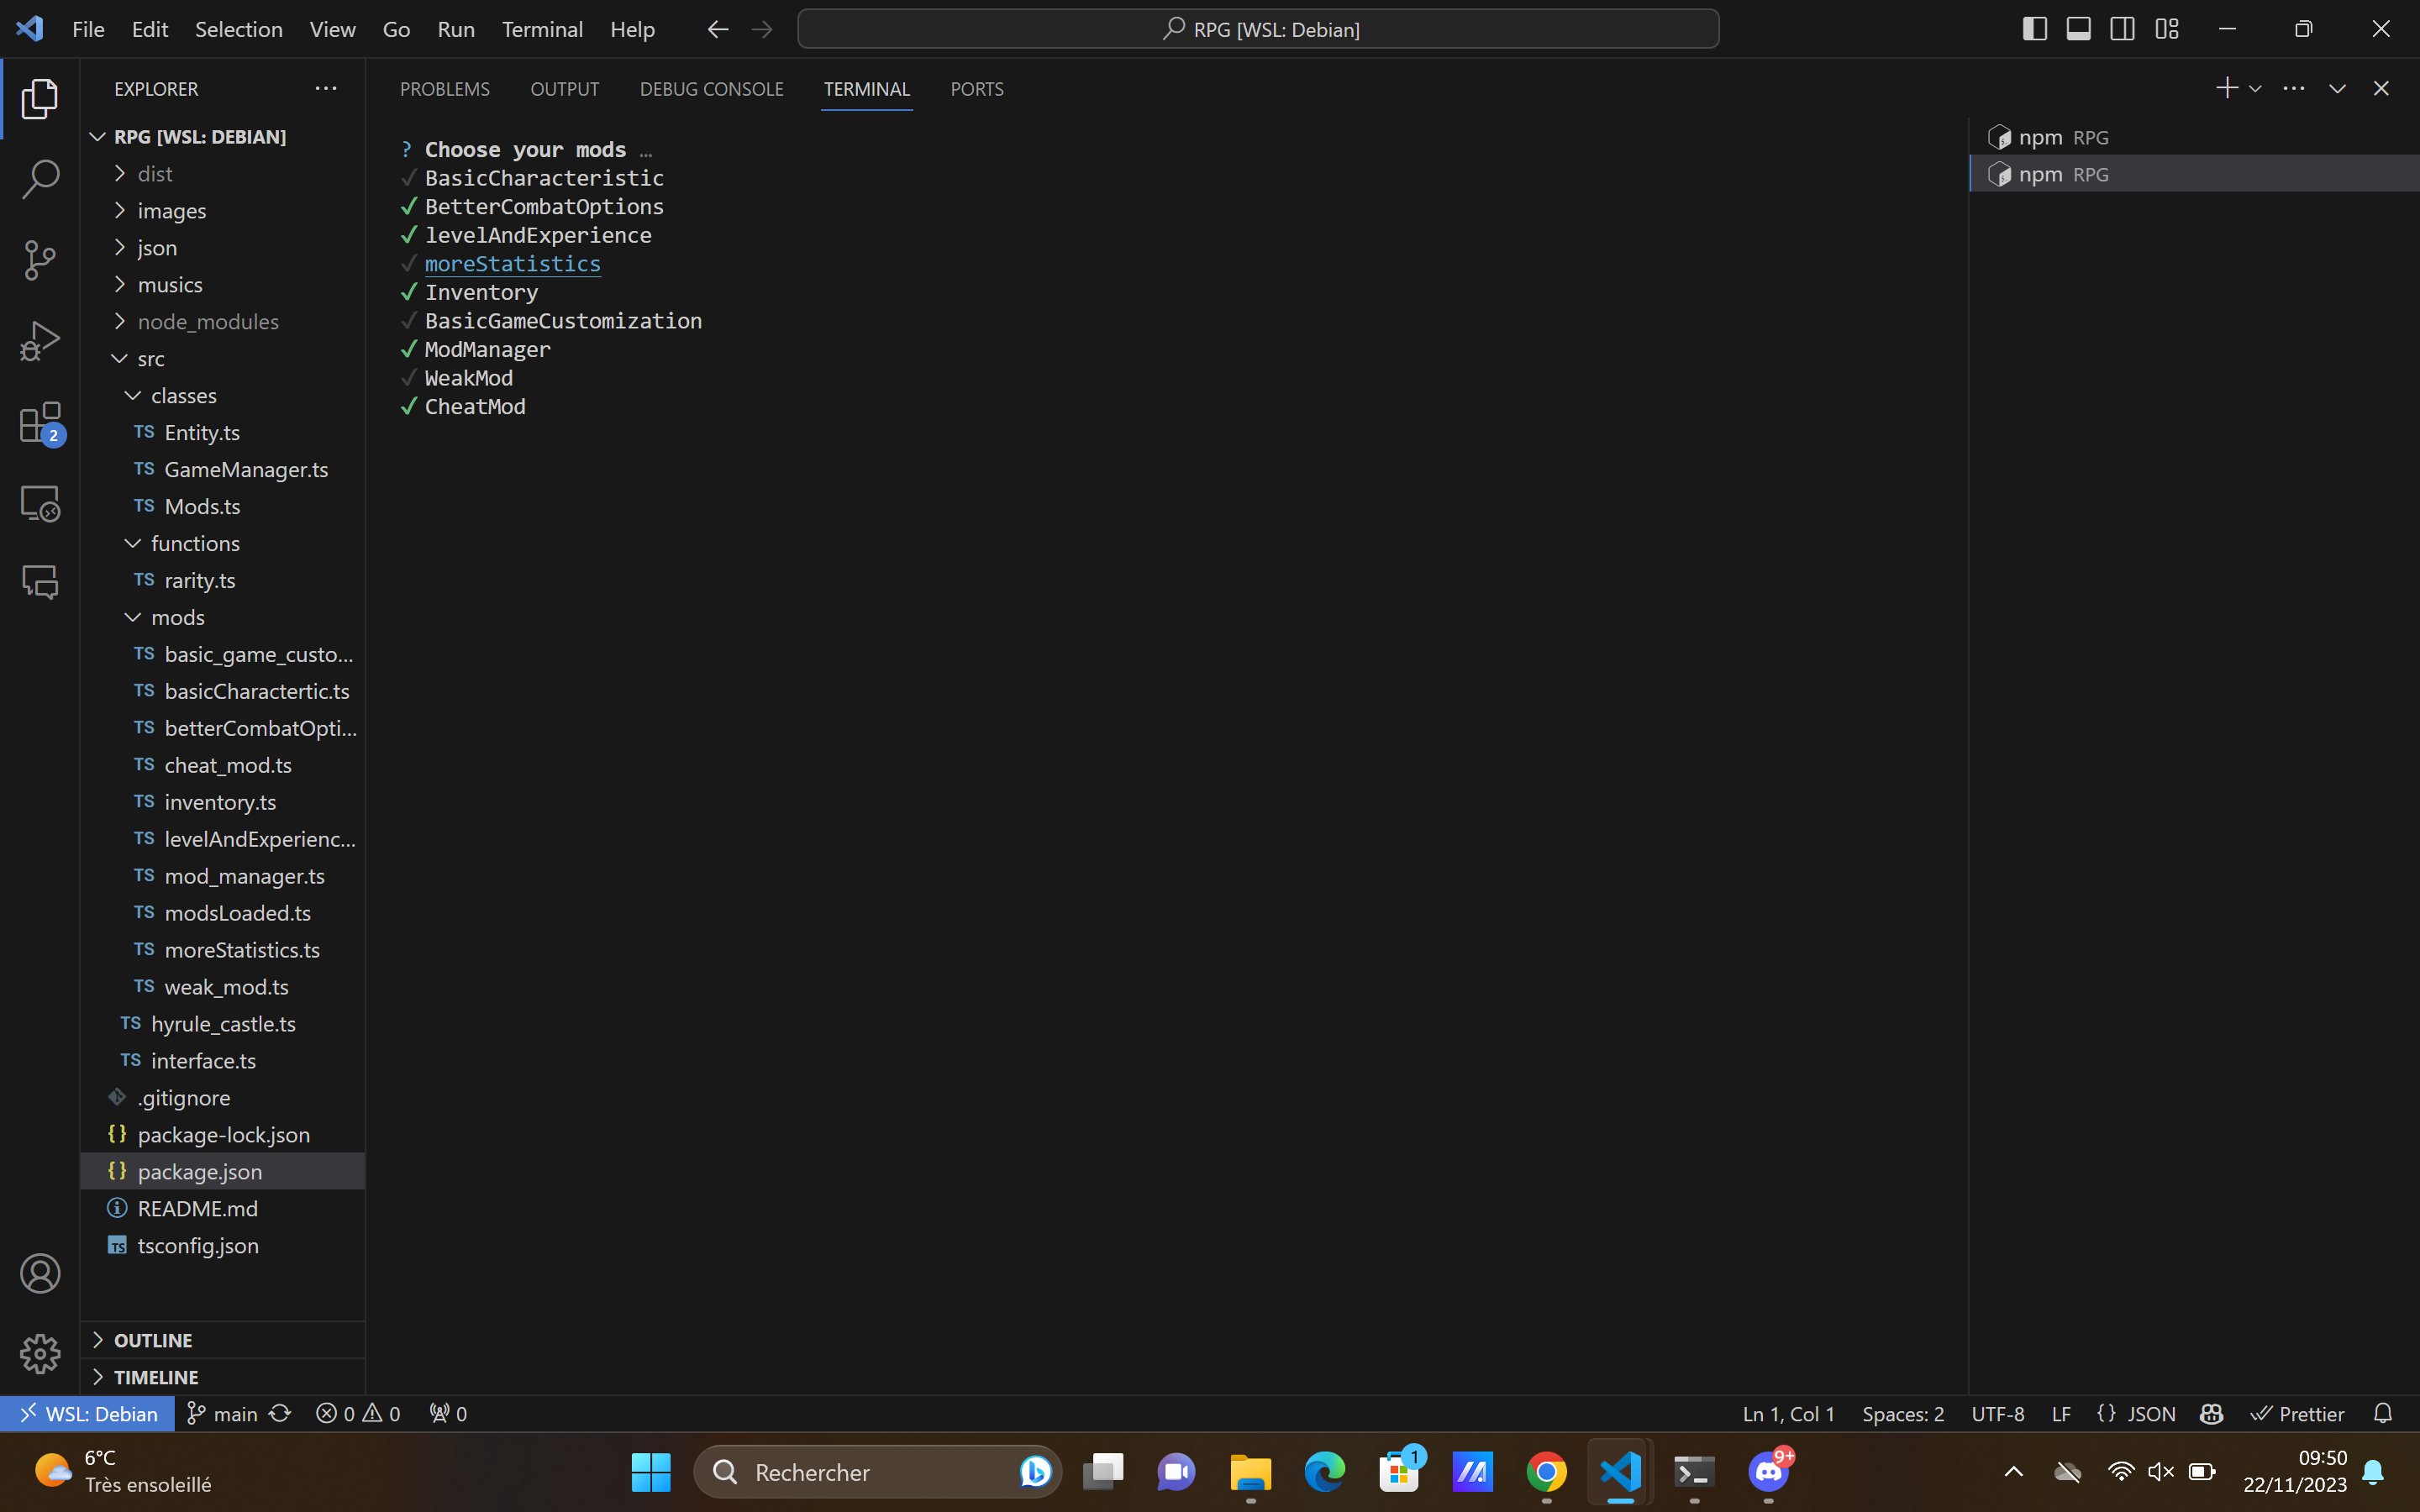 File Edit Selection View Go Run Terminal Help
RPG [WSL: Debian]
EXPLORER
RPG [WSL: DEBIAN]
dist
images
json
musics
node_modules
src
classes
TS Entity.ts
TS GameManager.ts
TS Mods.ts
functions
TS rarity.ts
mods
TS basic_game_custo...
TS basicCharactertic.ts
TS betterCombatOpti...
TS cheat_mod.ts
TS inventory.ts
TS levelAndExperienc...
TS mod_manager.ts
TS modsLoaded.ts
TS moreStatistics.ts
TS weak_mod.ts
TS hyrule_castle.ts
TS interface.ts
.gitignore
{} package-lock.json
{} package.json
README.md
TS tsconfig.json
OUTLINE
TIMELINE
2
PROBLEMS OUTPUT DEBUG CONSOLE TERMINAL PORTS
? Choose your mods …
✓ BasicCharacteristic
✓ BetterCombatOptions
✓ levelAndExperience
✓ moreStatistics
✓ Inventory
✓ BasicGameCustomization
✓ ModManager
✓ WeakMod
✓ CheatMod
npm RPG
npm RPG
WSL: Debian main 0 0 0 Ln 1, Col 1 Spaces: 2 UTF-8 LF {} JSON Prettier
6°C
Très ensoleillé
Rechercher
1
9+
09:50
22/11/2023